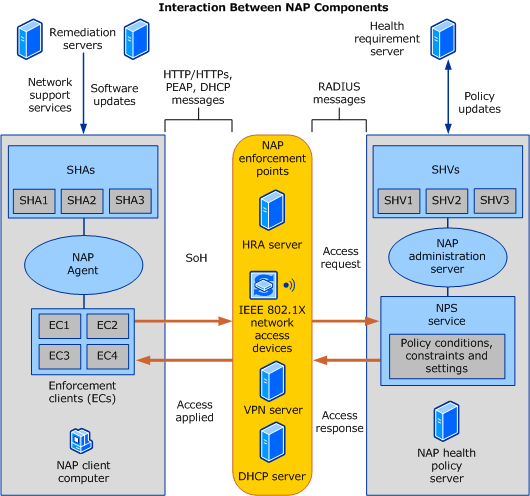 Interaction Between NAP Components
Remediation
servers
Health
requirement
server
Network
support
services
Software
updates
HTTP/HTTPs,
PEAP, DHCP
messages
RADIUS
messages
Policy
updates
SHAs
SHA1
SHA2
SHA3
NAP
Agent
EC1
EC2
EC3
EC4
Enforcement
clients (ECs)
NAP client
computer
SoH
Access
applied
NAP
enforcement
points
HRA server
IEEE 802.1X
network
access
devices
VPN server
DHCP server
Access
request
Access
response
SHVs
SHV1
SHV2
SHV3
NAP
administration
server
NPS
service
Policy conditions,
constraints and
settings
NAP health
policy
server